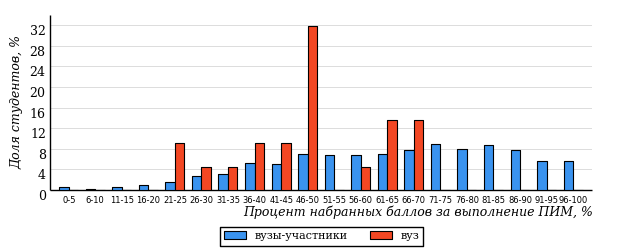 Доля студентов, %
32
28
24
20
16
12
8
4
0
0-5 6-10 11-15 16-20 21-25 26-30 31-35 36-40 41-45 46-50 51-55 56-60 61-65 66-70 71-75 76-80 81-85 86-90 91-95 96-100
Процент набранных баллов за выполнение ПИМ, %
вузы-участники вуз